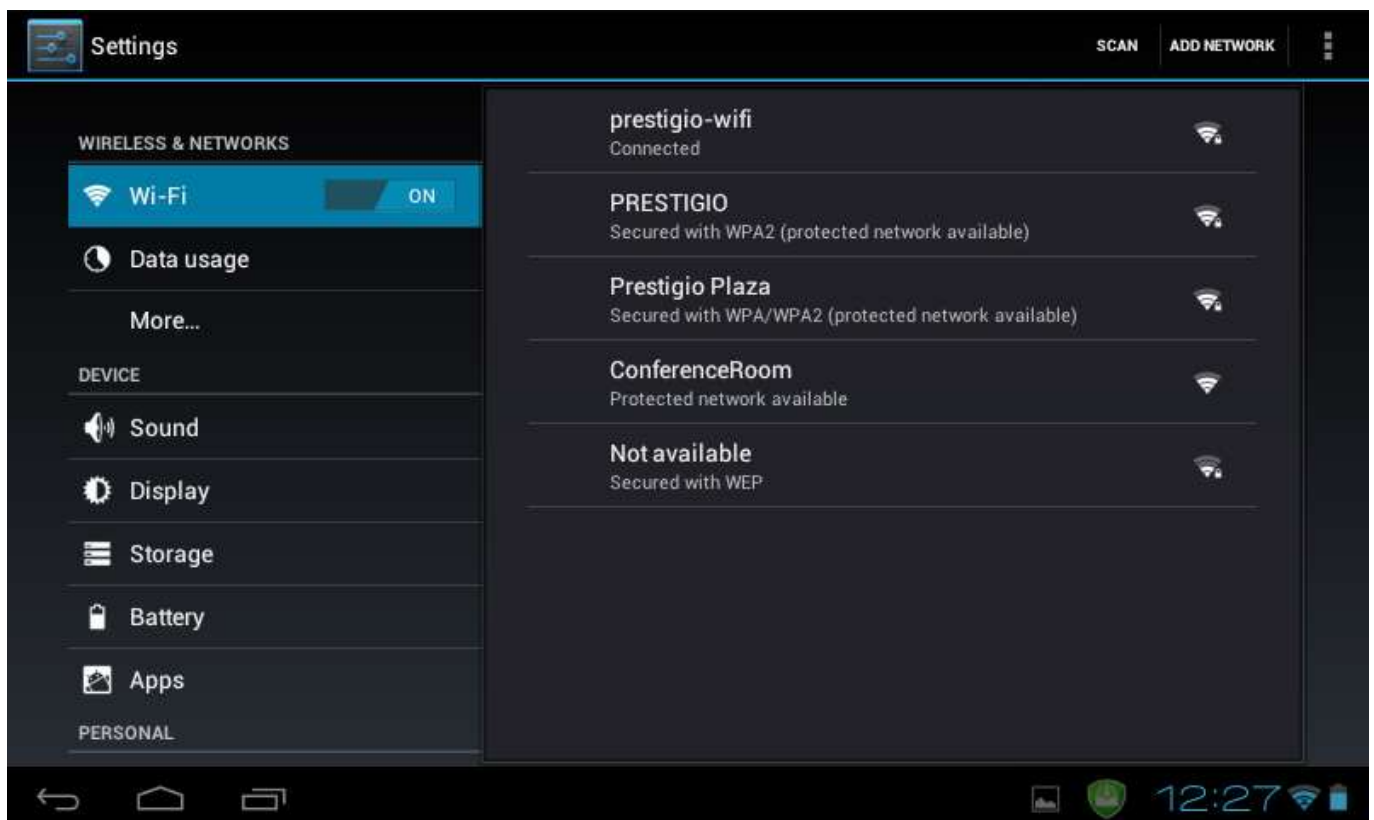 Settings
SCAN
ADD NETWORK
WIRELESS & NETWORKS
Wi-Fi
ON
Data usage
More...
DEVICE
Sound
Display
Storage
Battery
Apps
PERSONAL
prestigio-wifi
Connected
PRESTIGIO
Secured with WPA2 (protected network available)
Prestigio Plaza
Secured with WPA/WPA2 (protected network available)
ConferenceRoom
Protected network available
Not available
Secured with WEP
12:27